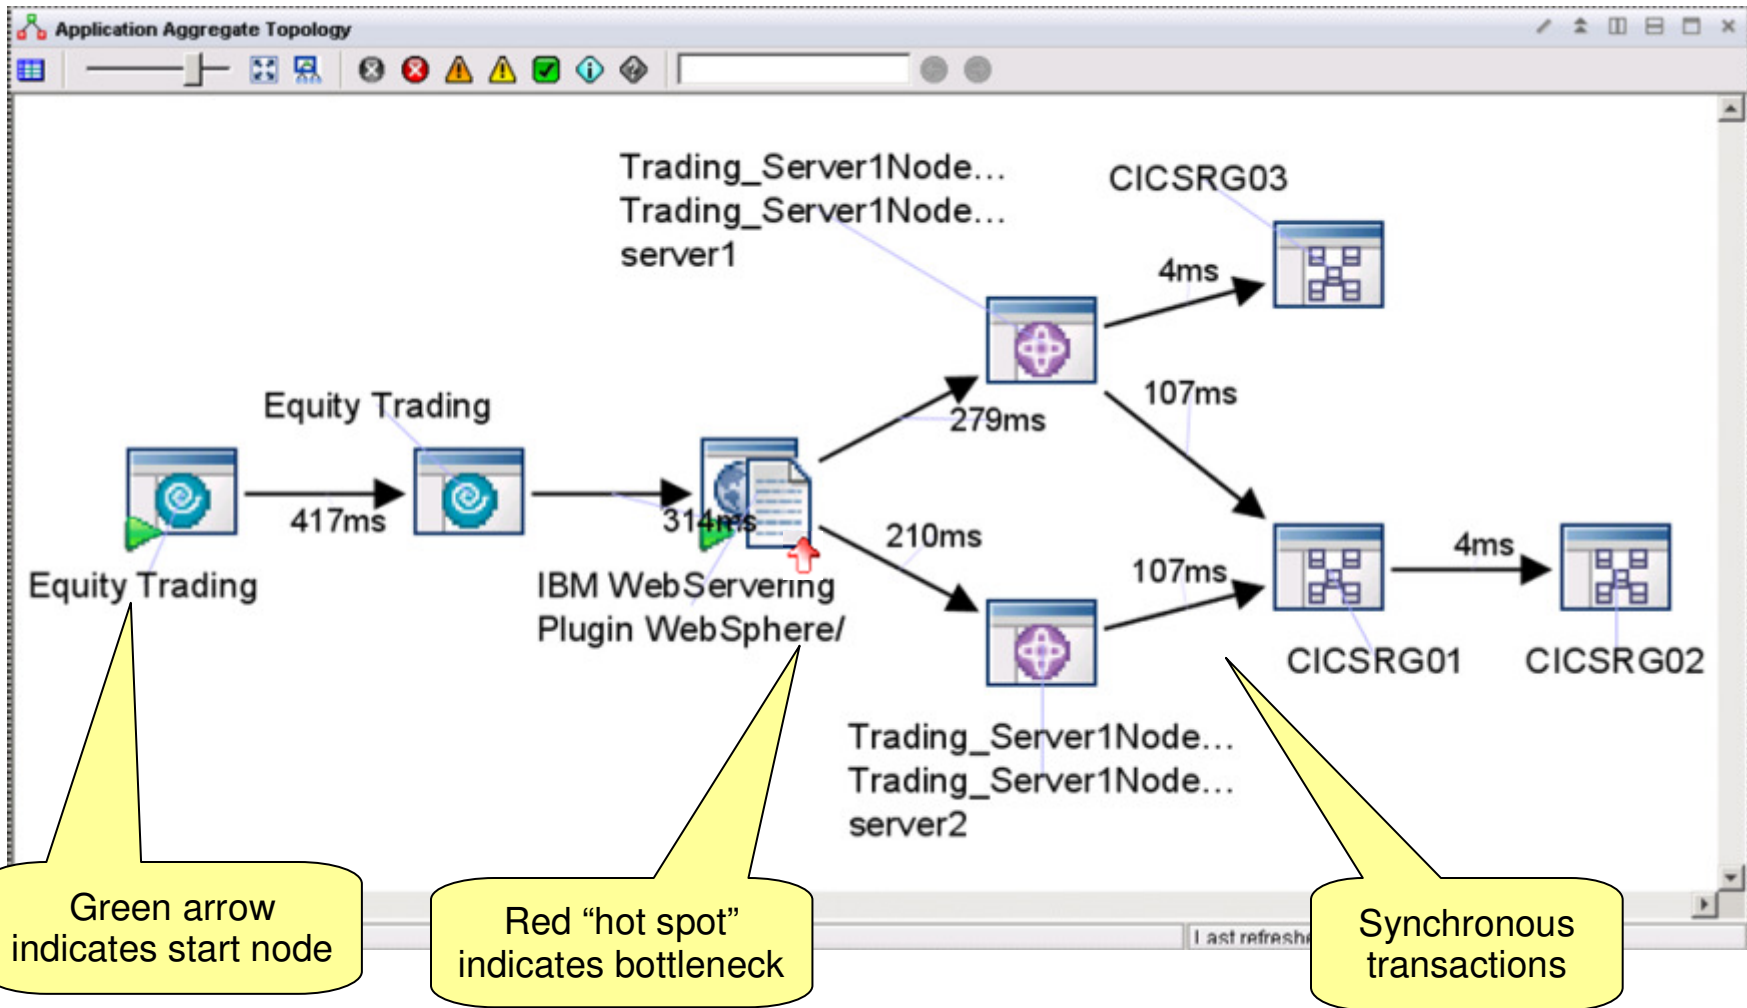 Application Aggregate Topology
Trading_Server1Node...
Trading_Server1Node...
server1
CICSRG03
4ms
107ms
279ms
Equity Trading
417ms
314ms
Equity Trading
IBM WebServering
Plugin WebSphere/
210ms
107ms
4ms
CICSRG01
CICSRG02
Trading_Server1Node...
Trading_Server1Node...
server2
Green arrow
indicates start node
Red “hot spot”
indicates bottleneck
Synchronous
transactions
Last refreshe